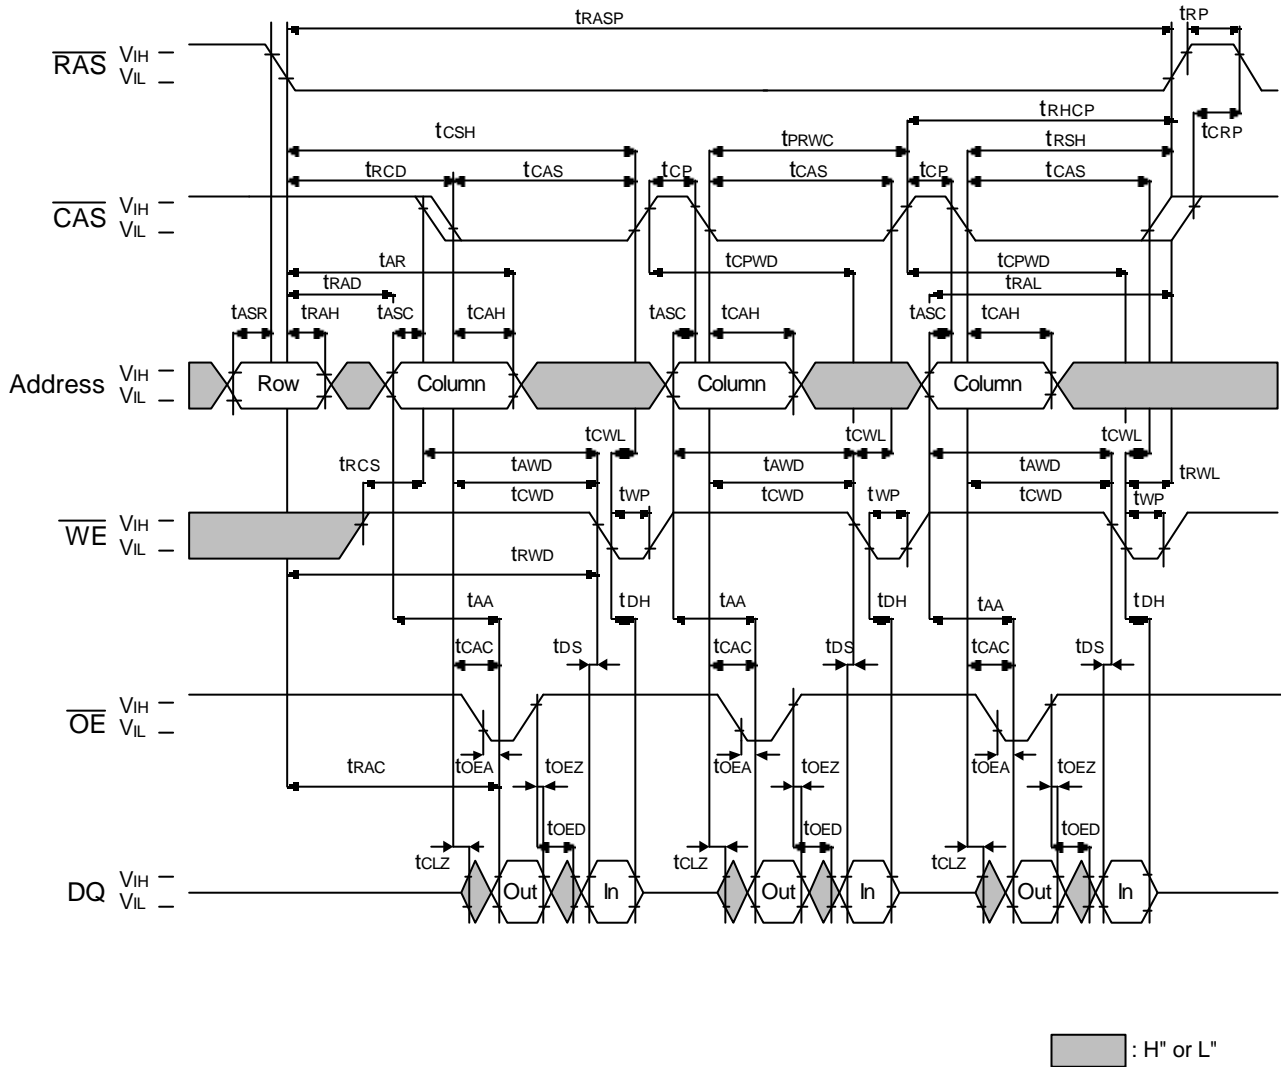 tRASP tRP
RAS VIH
VIL
tRHCP
tCSH tPRWC tRSH tCRP
tRCD tCAS tCP tCAS tCP tCAS
CAS VIH
VIL
tAR tCPWD tCPWD
tRAD tRAL
tASR tRAH tASC tCAH tASC tCAH tASC tCAH
Address VIH
VIL
Row Column Column Column
tCWL tCWL tCWL
tRCS tAWD tAWD tAWD tRWL
tCWD tWP tCWD tWP tCWD tWP
WE VIH
VIL
tRWD
tAA tDH tAA tDH tAA tDH
tCAC tDS tCAC tDS tCAC tDS
OE VIH
VIL
tRAC tOEA tOEZ tOEA tOEZ tOEA tOEZ
tOED tOED tOED
tCLZ tCLZ tCLZ
DQ VIH
VIL
Out In Out In Out In
: H" or L"